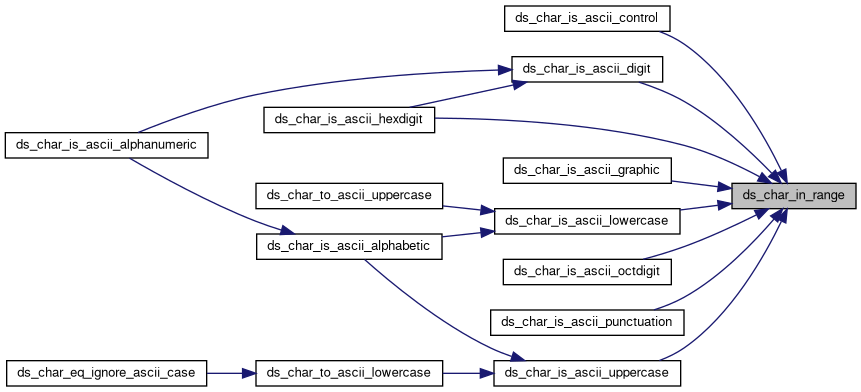 ds_char_is_ascii_control
ds_char_is_ascii_digit
ds_char_is_ascii_hexdigit
ds_char_is_ascii_alphanumeric
ds_char_is_ascii_graphic
ds_char_to_ascii_uppercase
ds_char_in_range
ds_char_is_ascii_lowercase
ds_char_is_ascii_alphabetic
ds_char_is_ascii_octdigit
ds_char_is_ascii_punctuation
ds_char_eq_ignore_ascii_case
ds_char_to_ascii_lowercase
ds_char_is_ascii_uppercase